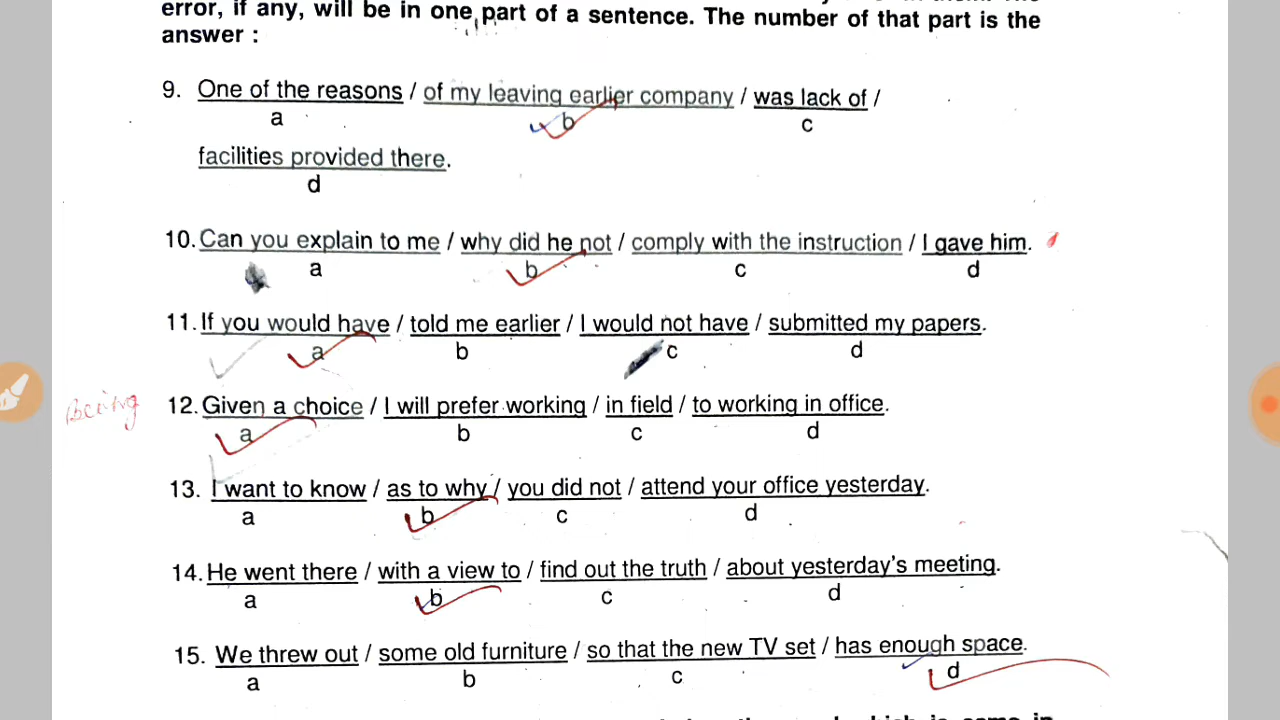 error, if any, will be in one part of a sentence. The number of that part is the
answer :
9. One of the reasons / of my leaving earlier company / was lack of /
a b c
facilities provided there.
d
10. Can you explain to me / why did he not / comply with the instruction / I gave him.
a b c d
11. If you would have / told me earlier / I would not have / submitted my papers.
a b c d
Being 12. Given a choice / I will prefer working / in field / to working in office.
a b c d
13. I want to know / as to why / you did not / attend your office yesterday.
a b c d
14. He went there / with a view to / find out the truth / about yesterday's meeting.
a b c d
15. We threw out / some old furniture / so that the new TV set / has enough space.
a b c d